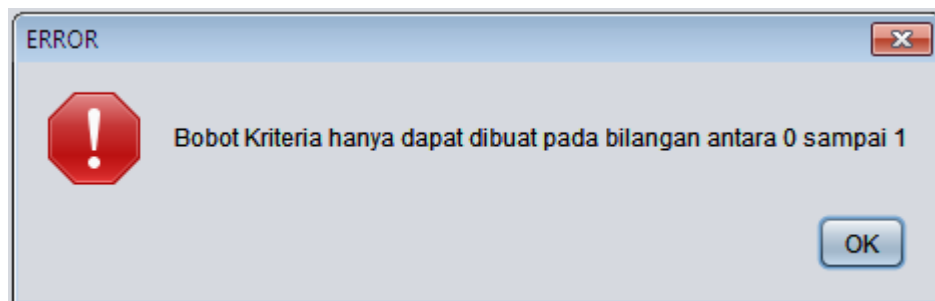 ERROR
Bobot Kriteria hanya dapat dibuat pada bilangan antara 0 sampai 1
OK